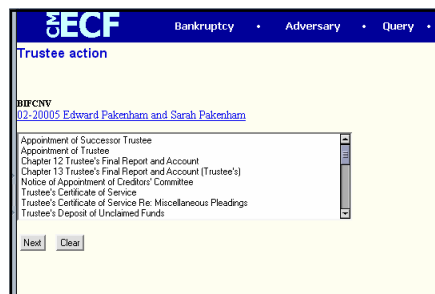 CM ECF Bankruptcy • Adversary • Query •
Trustee action
BIFCNV
02-20005 Edward Pakenham and Sarah Pakenham
Appointment of Successor Trustee
Appointment of Trustee
Chapter 12 Trustee's Final Report and Account
Chapter 13 Trustee's Final Report and Account (Trustee's)
Notice of Appointment of Creditors' Committee
Trustee's Certificate of Service
Trustee's Certificate of Service Re: Miscellaneous Pleadings
Trustee's Deposit of Unclaimed Funds
Next Clear